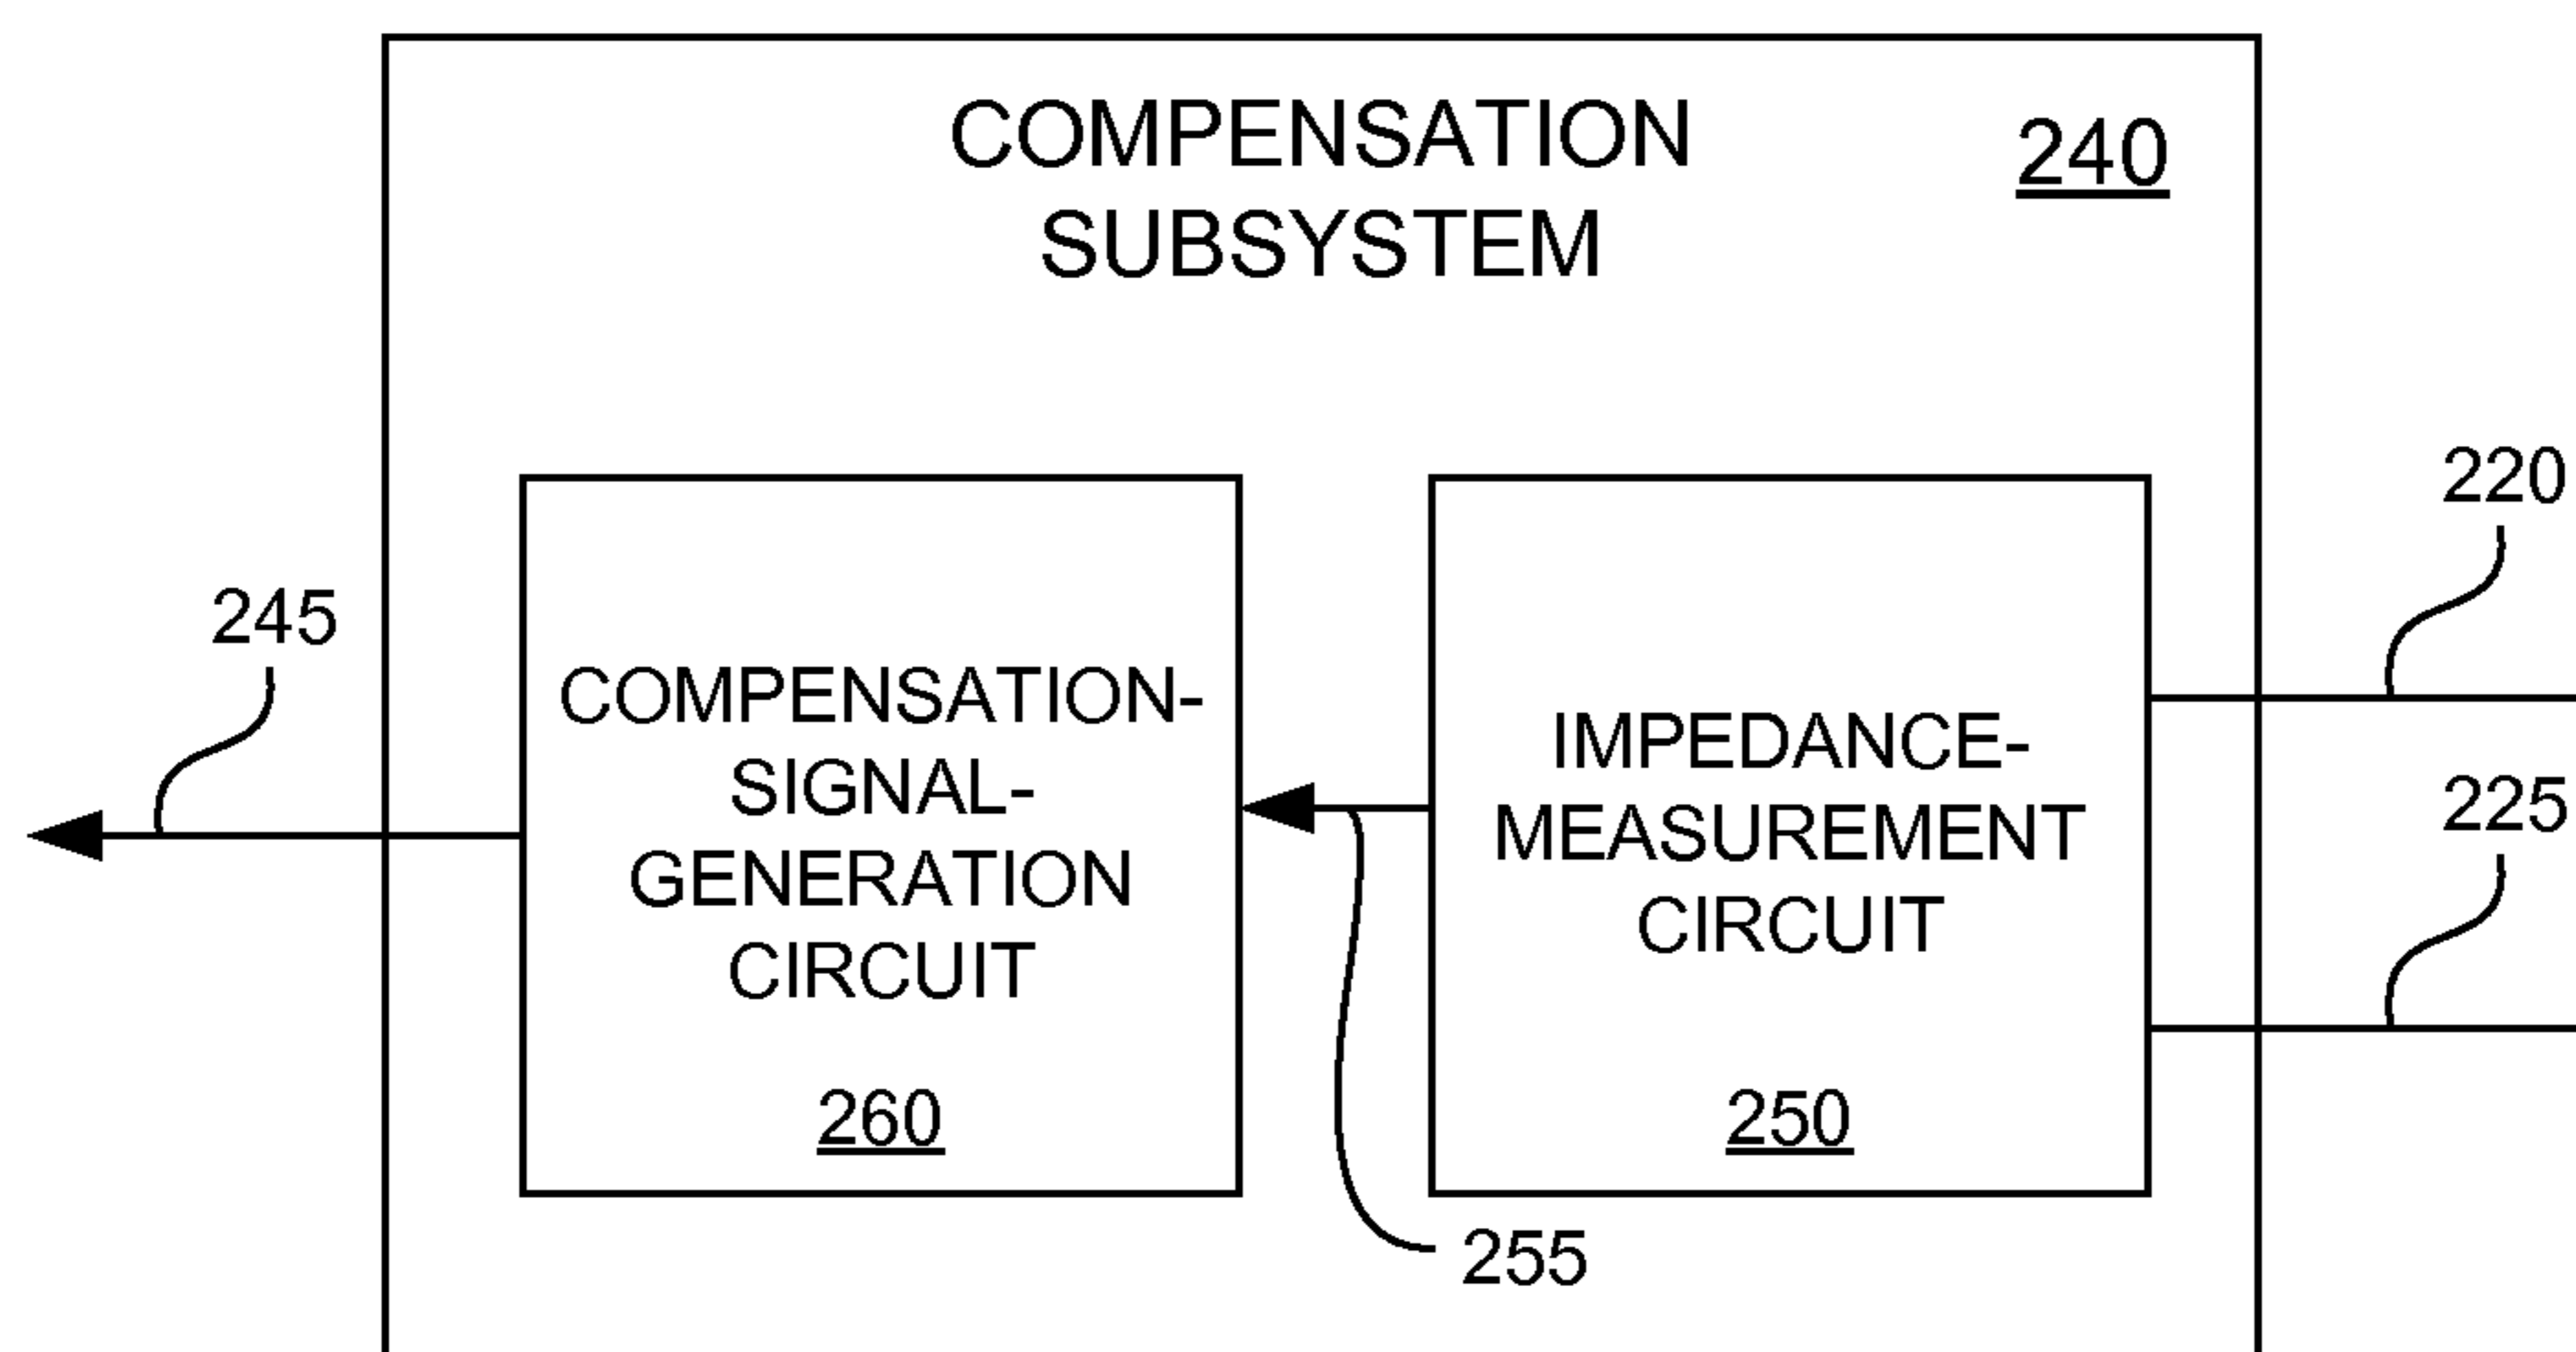 COMPENSATION
SUBSYSTEM
240
220
245
COMPENSATION-
SIGNAL-
GENERATION
CIRCUIT
260
IMPEDANCE-
MEASUREMENT
CIRCUIT
250
225
255